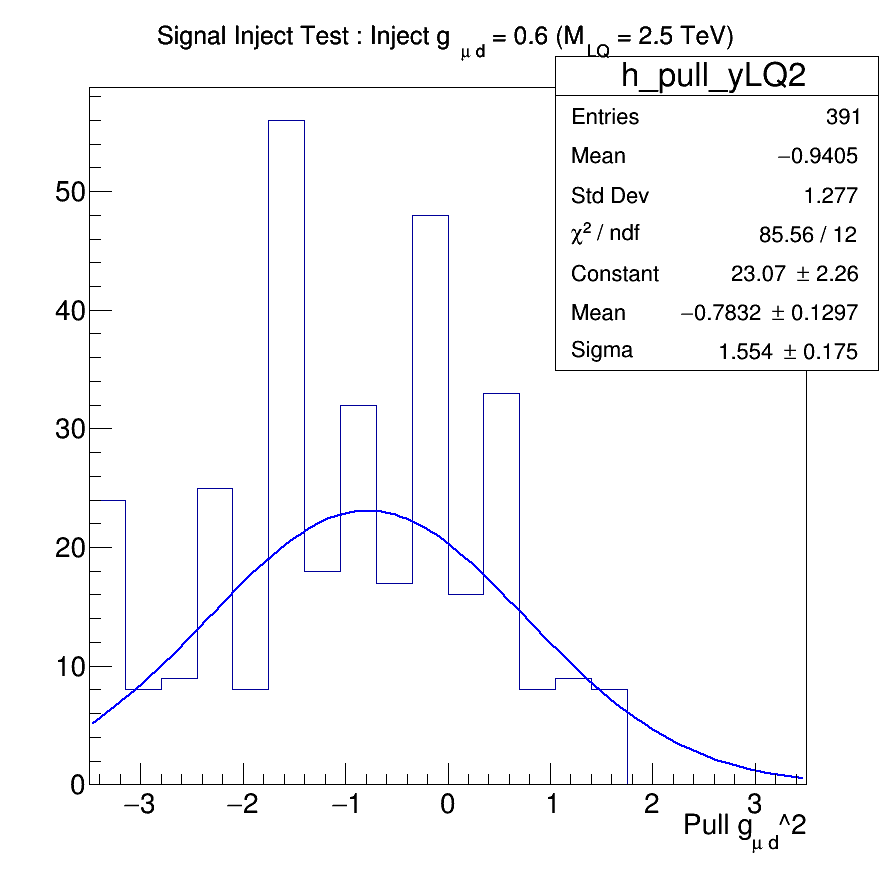 Signal Inject Test : Inject g μ d = 0.6 (M LQ = 2.5 TeV)
h_pull_yLQ2
Entries 391
Mean −0.9405
Std Dev 1.277
χ² / ndf 85.56 / 12
Constant 23.07 ± 2.26
Mean −0.7832 ± 0.1297
Sigma 1.554 ± 0.175
50
40
30
20
10
0
−3 −2 −1 0 1 2 3
Pull g μ d ^2